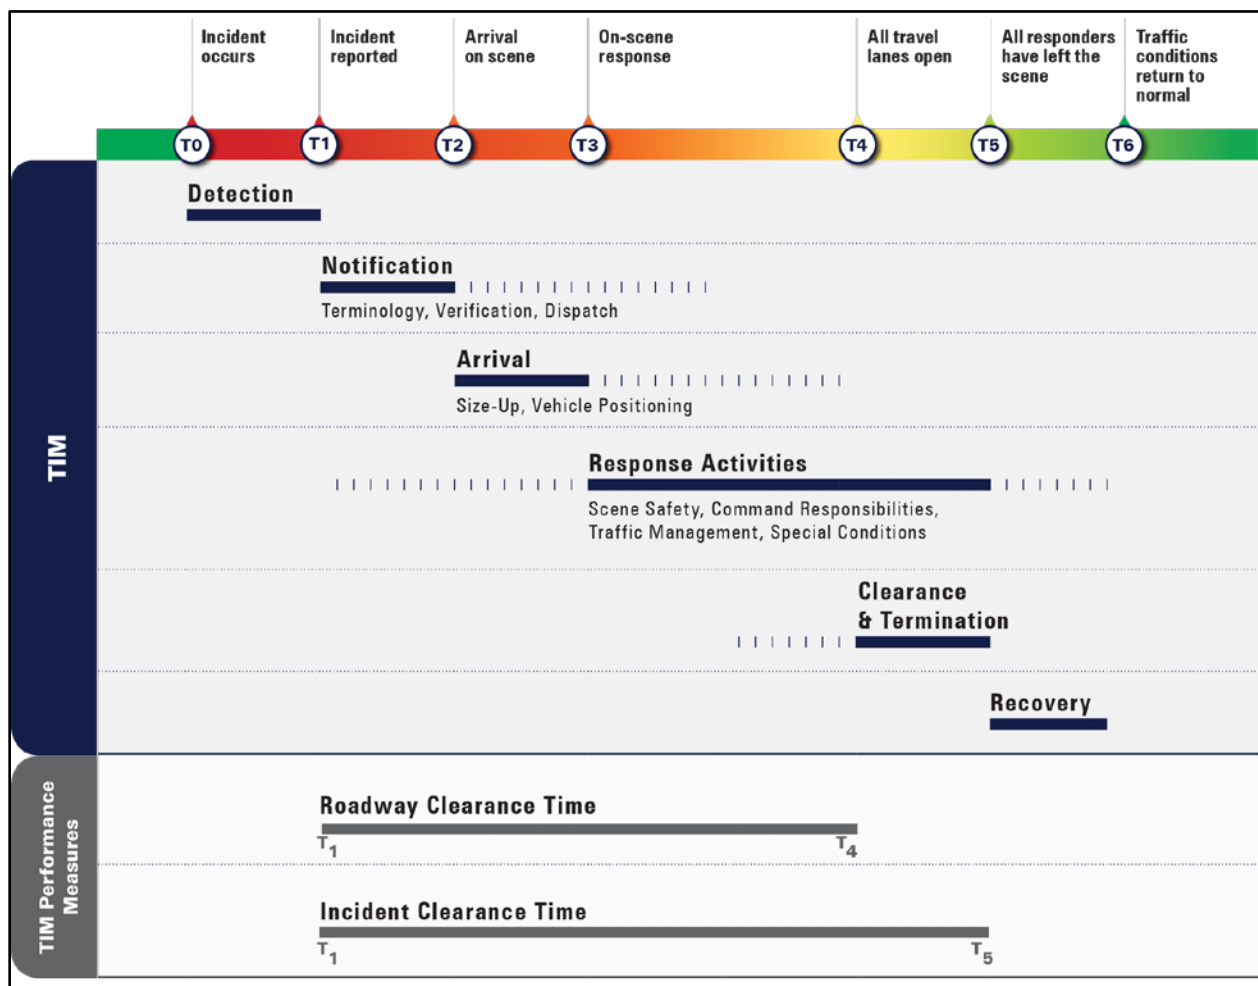 Incident
occurs
Incident
reported
Arrival
on scene
On-scene
response
All travel
lanes open
All responders
have left the
scene
Traffic
conditions
return to
normal
T0
T1
T2
T3
T4
T5
T6
TIM
Detection
Notification
Terminology, Verification, Dispatch
Arrival
Size-Up, Vehicle Positioning
Response Activities
Scene Safety, Command Responsibilities,
Traffic Management, Special Conditions
Clearance
& Termination
Recovery
TIM Performance
Measures
Roadway Clearance Time
T1
T4
Incident Clearance Time
T1
T5